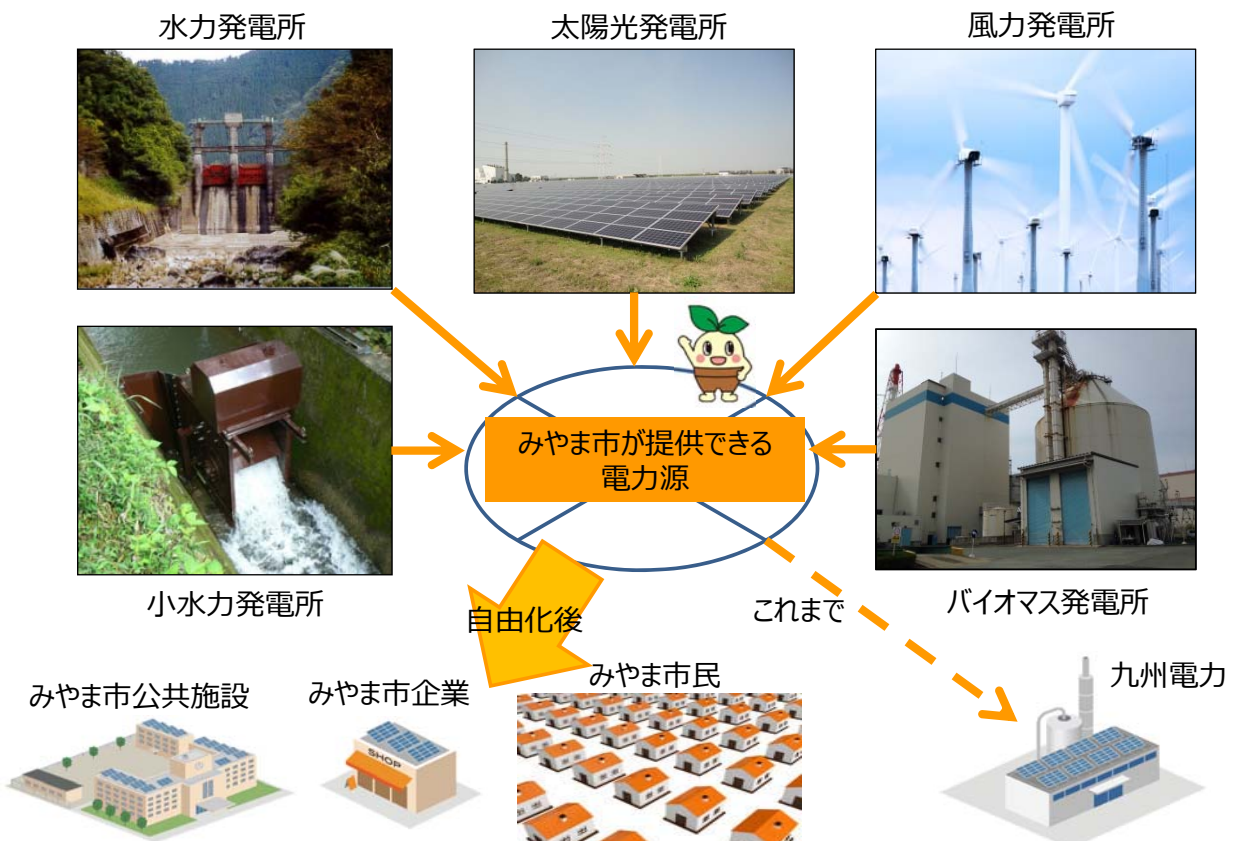 水力発電所
太陽光発電所
風力発電所
みやま市が提供できる
電力源
小水力発電所
バイオマス発電所
自由化後
これまで
みやま市公共施設
みやま市企業
みやま市民
九州電力
SHOP